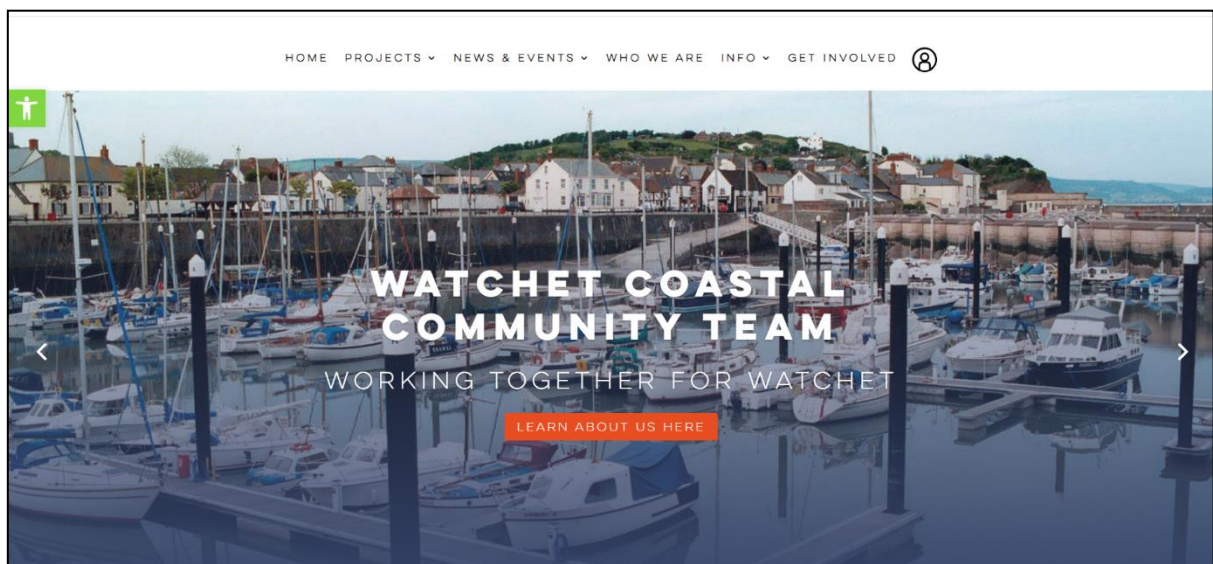 HOME PROJECTS NEWS & EVENTS WHO WE ARE INFO GET INVOLVED
WATCHET COASTAL
COMMUNITY TEAM
WORKING TOGETHER FOR WATCHET
LEARN ABOUT US HERE